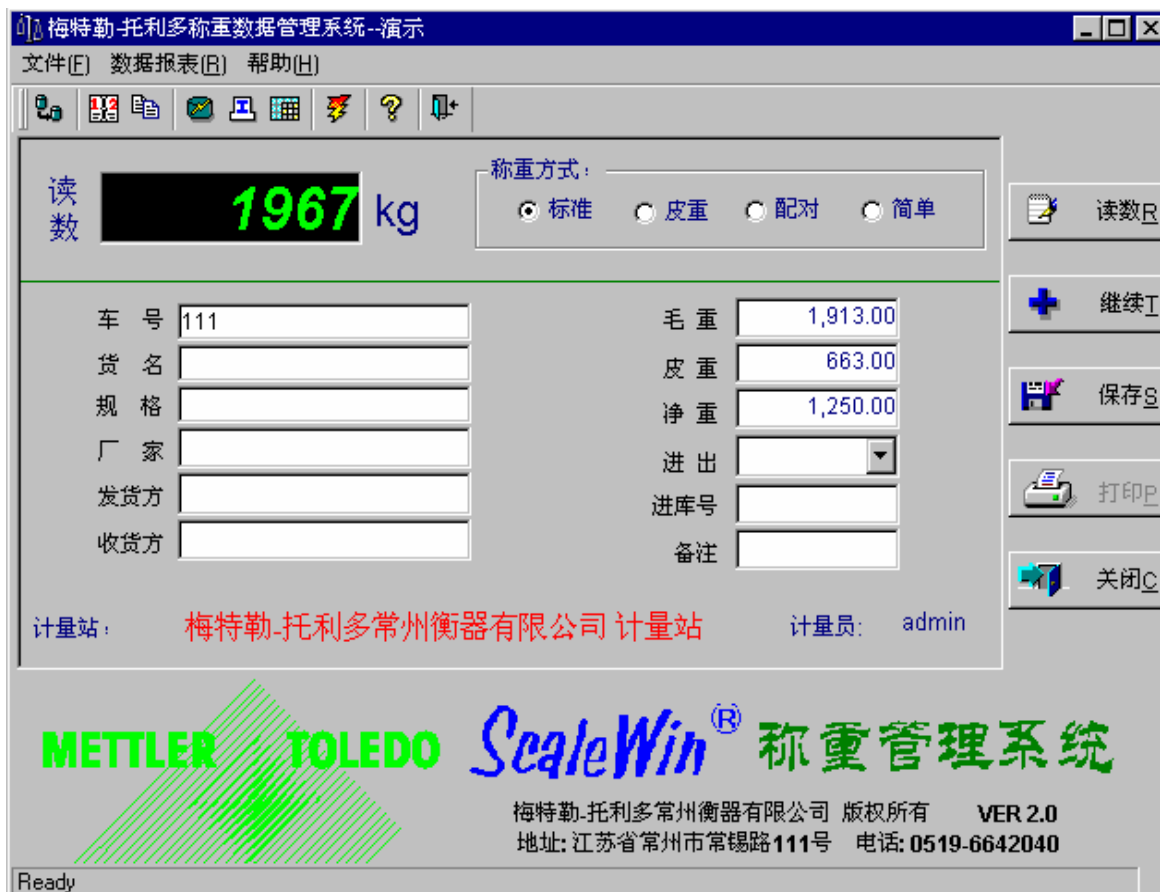 梅特勒-托利多称重数据管理系统--演示
文件(F) 数据报表(R) 帮助(H)
读数 1967 kg
称重方式：
标准 皮重 配对 简单
读数R
继续T
保存S
打印P
关闭C
车 号 111
货 名
规 格
厂 家
发货方
收货方
毛 重 1,913.00
皮 重 663.00
净 重 1,250.00
进 出
进库号
备注
计量站： 梅特勒-托利多常州衡器有限公司 计量站 计量员: admin
METTLER TOLEDO ScaleWin® 称重管理系统
梅特勒-托利多常州衡器有限公司 版权所有 VER 2.0
地址: 江苏省常州市常锡路111号 电话: 0519-6642040
Ready